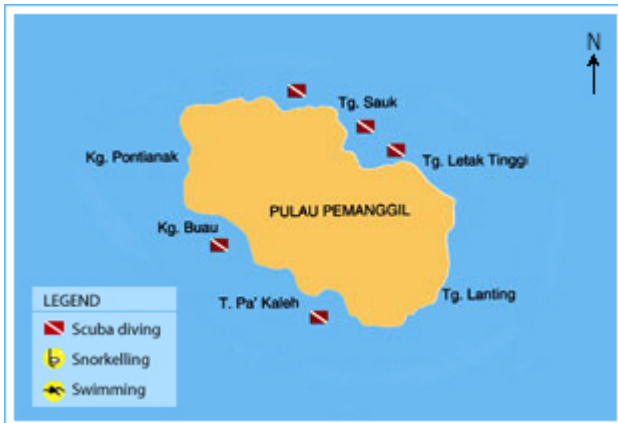 N
Tg. Sauk
Kg. Pontianak
Tg. Letak Tinggi
PULAU PEMANGGIL
Kg. Buau
Tg. Lanting
T. Pa' Kaleh
LEGEND
Scuba diving
Snorkelling
Swimming